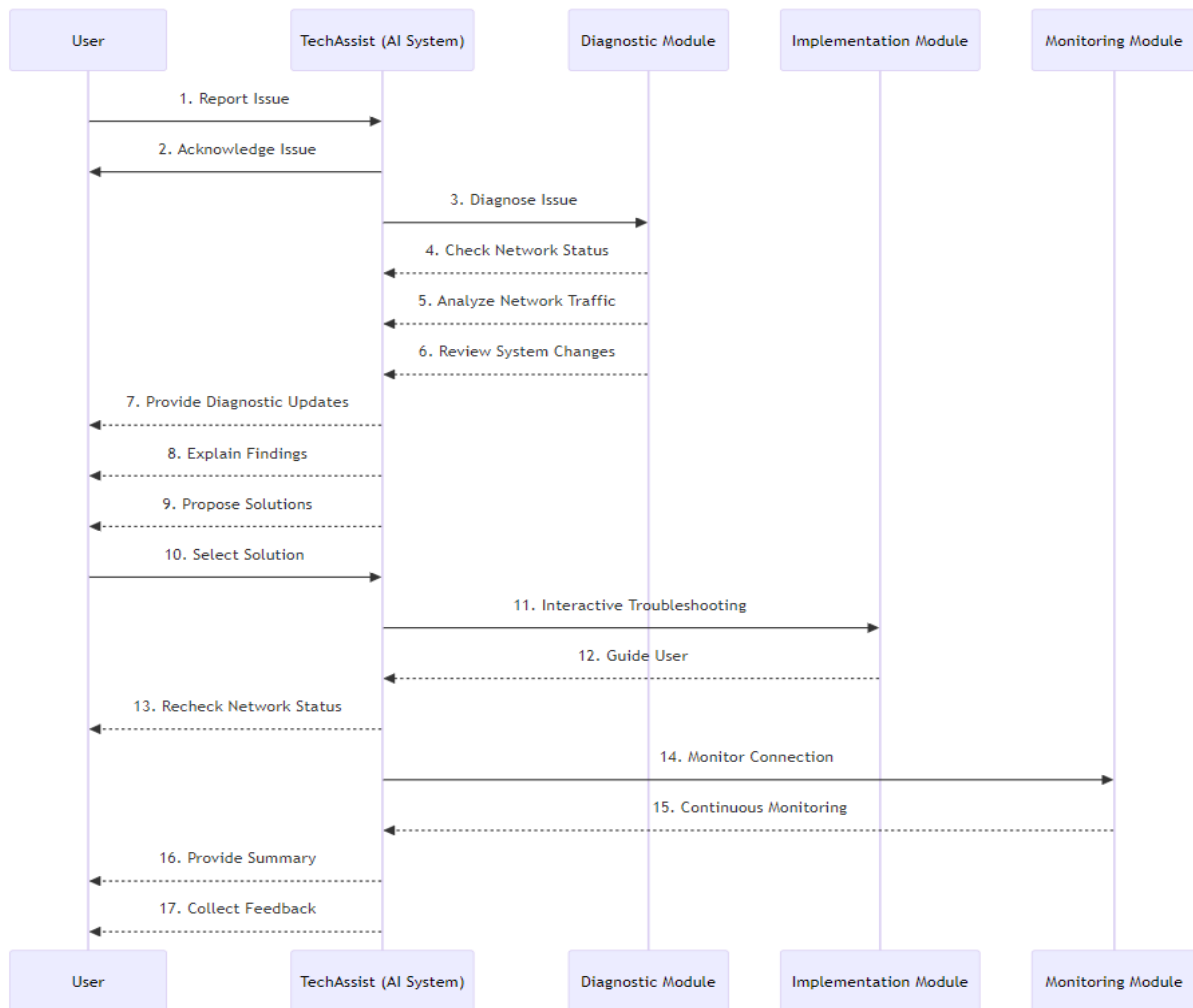 User
TechAssist (AI System)
Diagnostic Module
Implementation Module
Monitoring Module
1. Report Issue
2. Acknowledge Issue
3. Diagnose Issue
4. Check Network Status
5. Analyze Network Traffic
6. Review System Changes
7. Provide Diagnostic Updates
8. Explain Findings
9. Propose Solutions
10. Select Solution
11. Interactive Troubleshooting
12. Guide User
13. Recheck Network Status
14. Monitor Connection
15. Continuous Monitoring
16. Provide Summary
17. Collect Feedback
User
TechAssist (AI System)
Diagnostic Module
Implementation Module
Monitoring Module